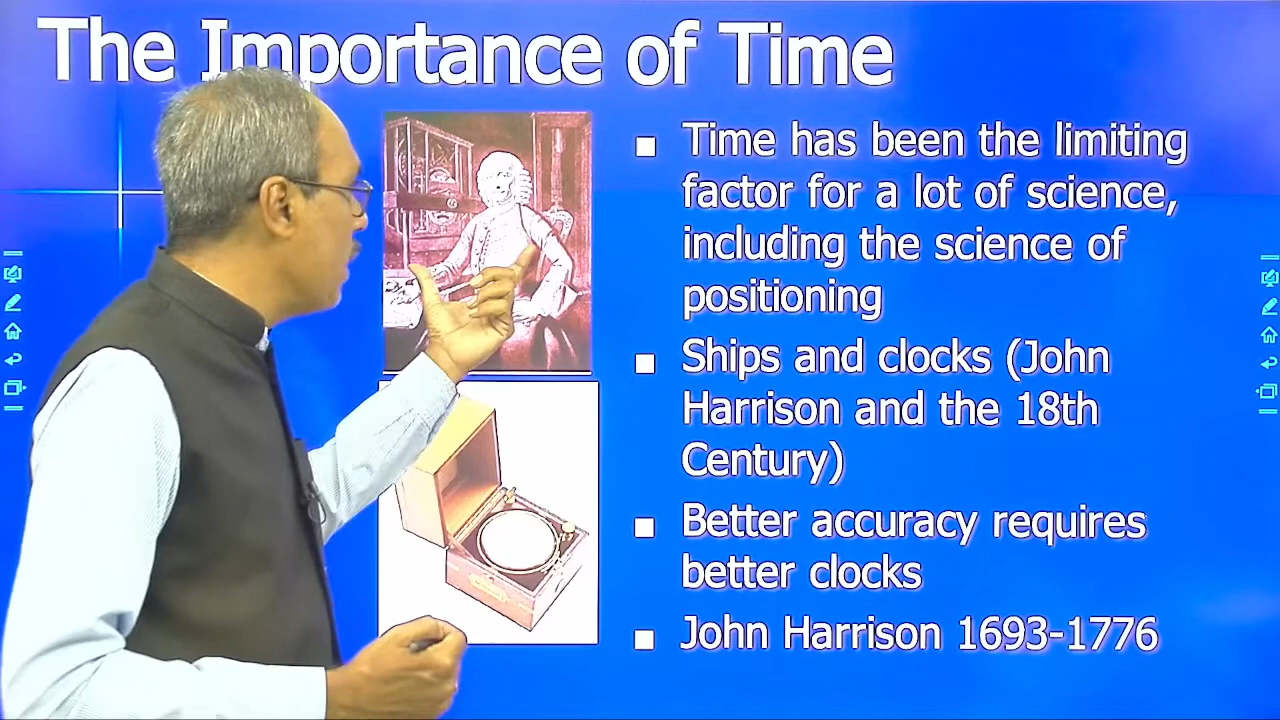 The Importance of Time
Time has been the limiting
factor for a lot of science,
including the science of
positioning
Ships and clocks (John
Harrison and the 18th
Century)
Better accuracy requires
better clocks
John Harrison 1693-1776